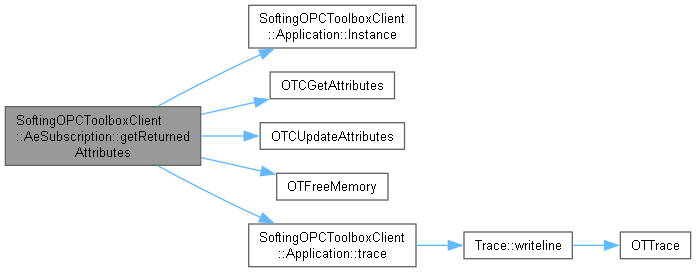 SoftingOPCToolboxClient
::AeSubscription::getReturned
Attributes
SoftingOPCToolboxClient
::Application::Instance
OTCGetAttributes
OTCUpdateAttributes
OTFreeMemory
SoftingOPCToolboxClient
::Application::trace
Trace::writeline
OTTrace